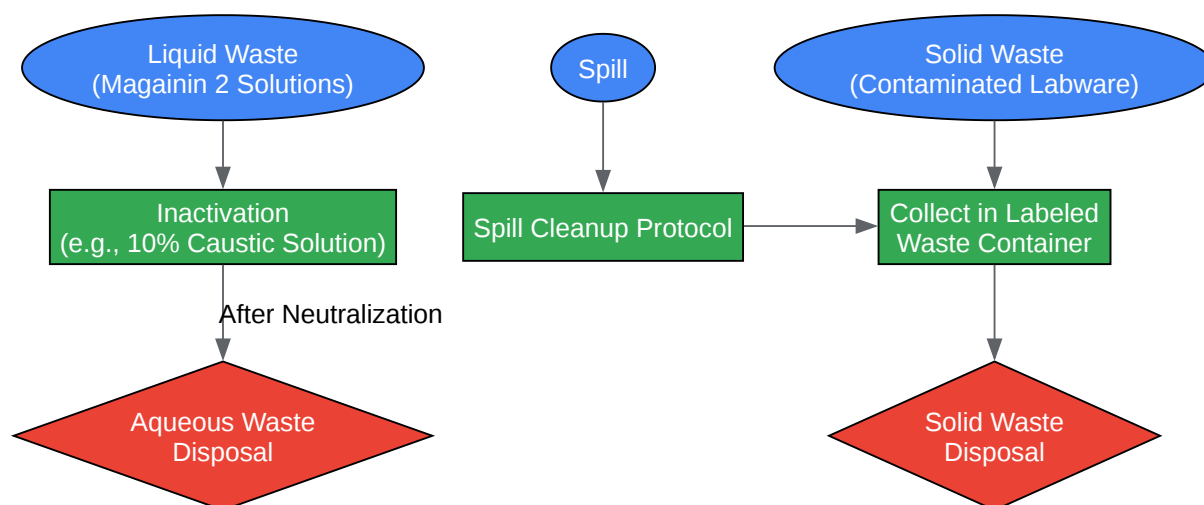 Liquid Waste
(Magainin 2 Solutions)
Spill
Solid Waste
(Contaminated Labware)
Inactivation
(e.g., 10% Caustic Solution)
Spill Cleanup Protocol
Collect in Labeled
Waste Container
After Neutralization
Aqueous Waste
Disposal
Solid Waste
Disposal